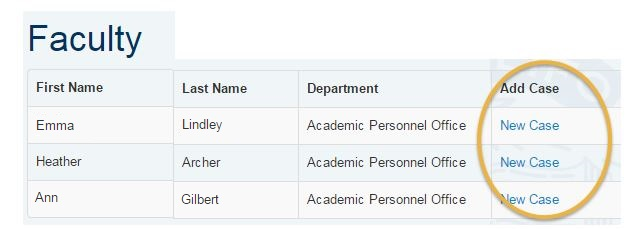 Faculty
First Name Last Name Department Add Case
Emma Lindley Academic Personnel Office New Case
Heather Archer Academic Personnel Office New Case
Ann Gilbert Academic Personnel Office New Case